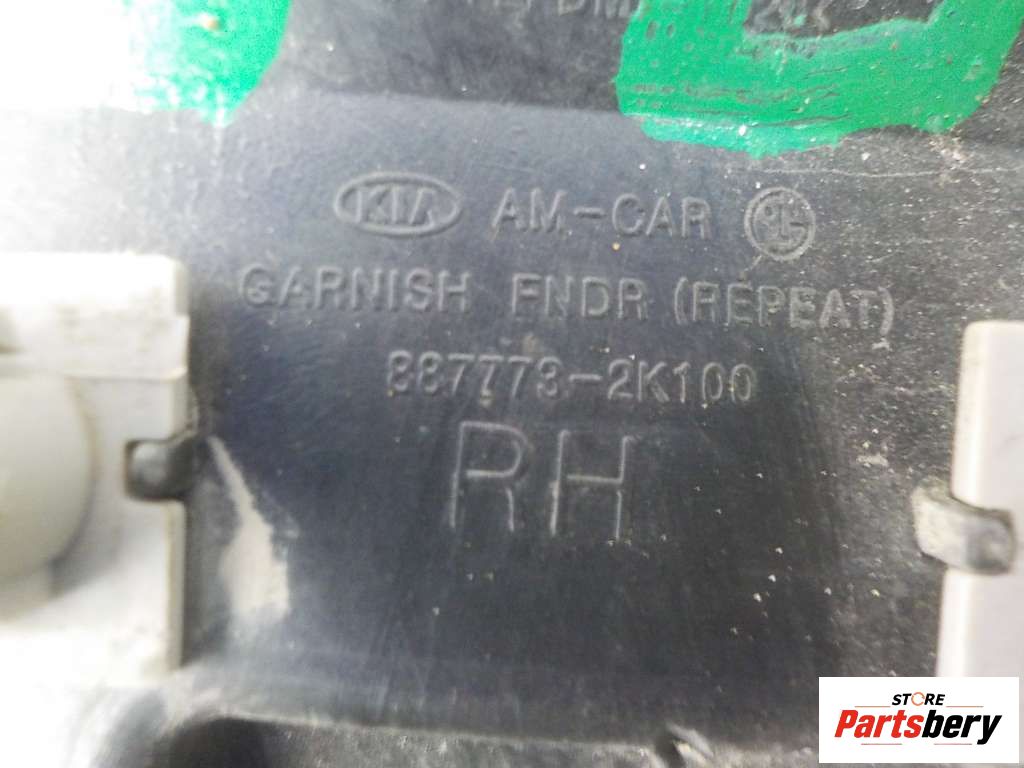 KIA AM-CAR
GARNISH FNDR (REPEAT)
887773-2K100
RH
STORE
Partsbery